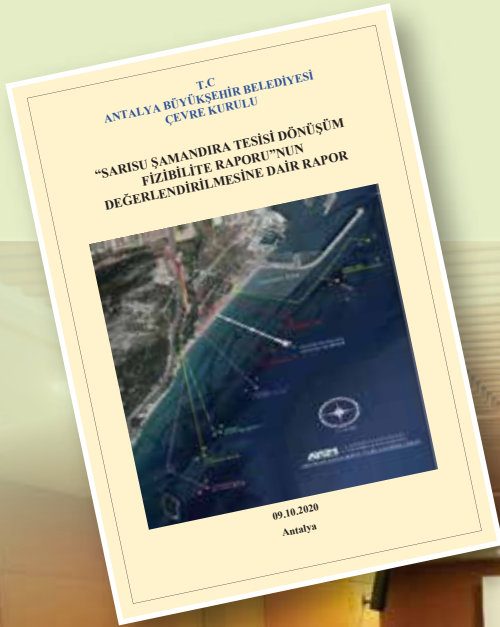 T.C
ANTALYA BÜYÜKŞEHİR BELEDİYESİ
ÇEVRE KURULU
“SARISU ŞAMANDIRA TESİSİ DÖNÜŞÜM
FİZİBİLİTE RAPORU”NUN
DEĞERLENDİRİLMESİNE DAİR RAPOR
09.10.2020
Antalya